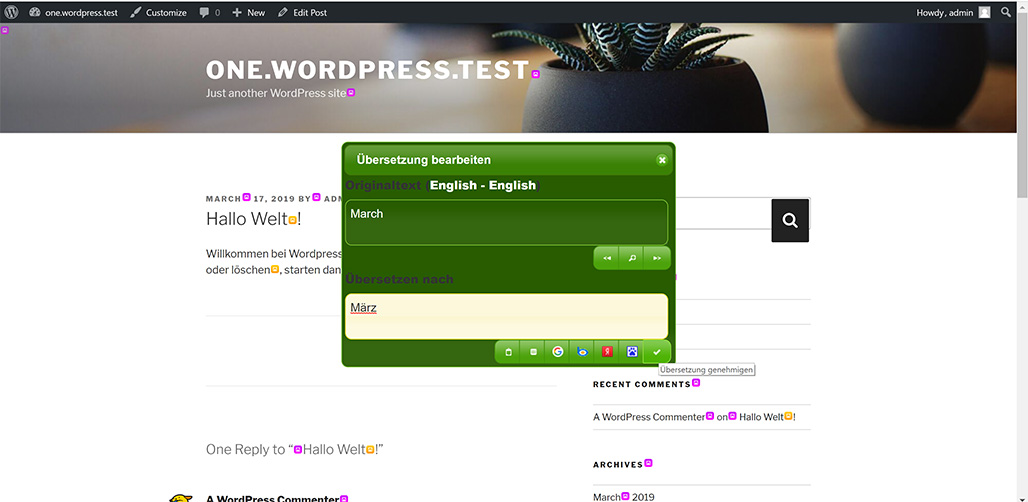 one.wordpress.test Customize 0 New Edit Post Howdy, admin
ONE.WORDPRESS.TEST
Just another WordPress site
Übersetzung bearbeiten
Originaltext (English - English)
March
MARCH 17, 2019 BY ADM
Hallo Welt!
Willkommen bei Wordpress
oder löschen, starten dan
Übersetzen nach
März
Übersetzung genehmigen
RECENT COMMENTS
A WordPress Commenter on Hallo Welt!
One Reply to “Hallo Welt!”
ARCHIVES
A WordPress Commenter
March 2019